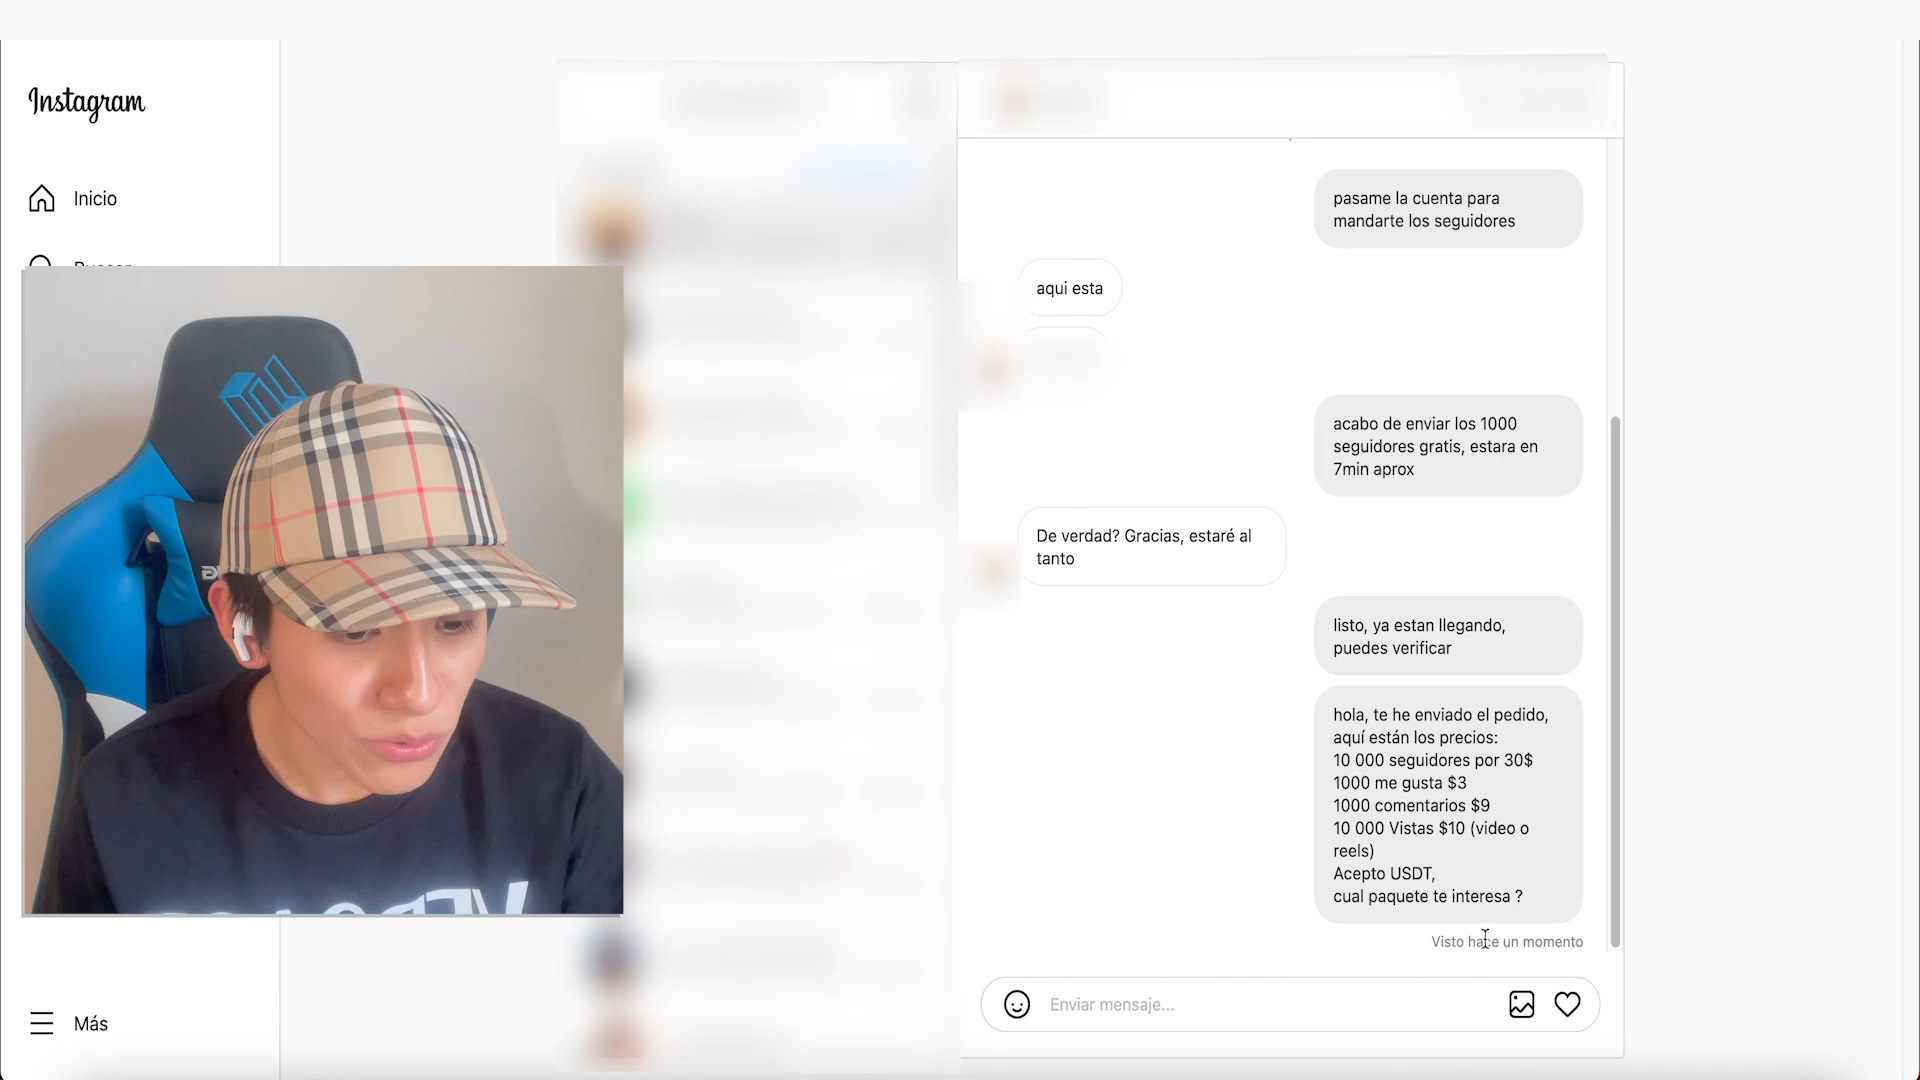 Instagram
Inicio
Más
pasame la cuenta para
mandarte los seguidores
aqui esta
acabo de enviar los 1000
seguidores gratis, estara en
7min aprox
De verdad? Gracias, estaré al
tanto
listo, ya estan llegando,
puedes verificar
hola, te he enviado el pedido,
aquí están los precios:
10 000 seguidores por 30$
1000 me gusta $3
1000 comentarios $9
10 000 Vistas $10 (video o
reels)
Acepto USDT,
cual paquete te interesa ?
Visto hace un momento
Enviar mensaje...